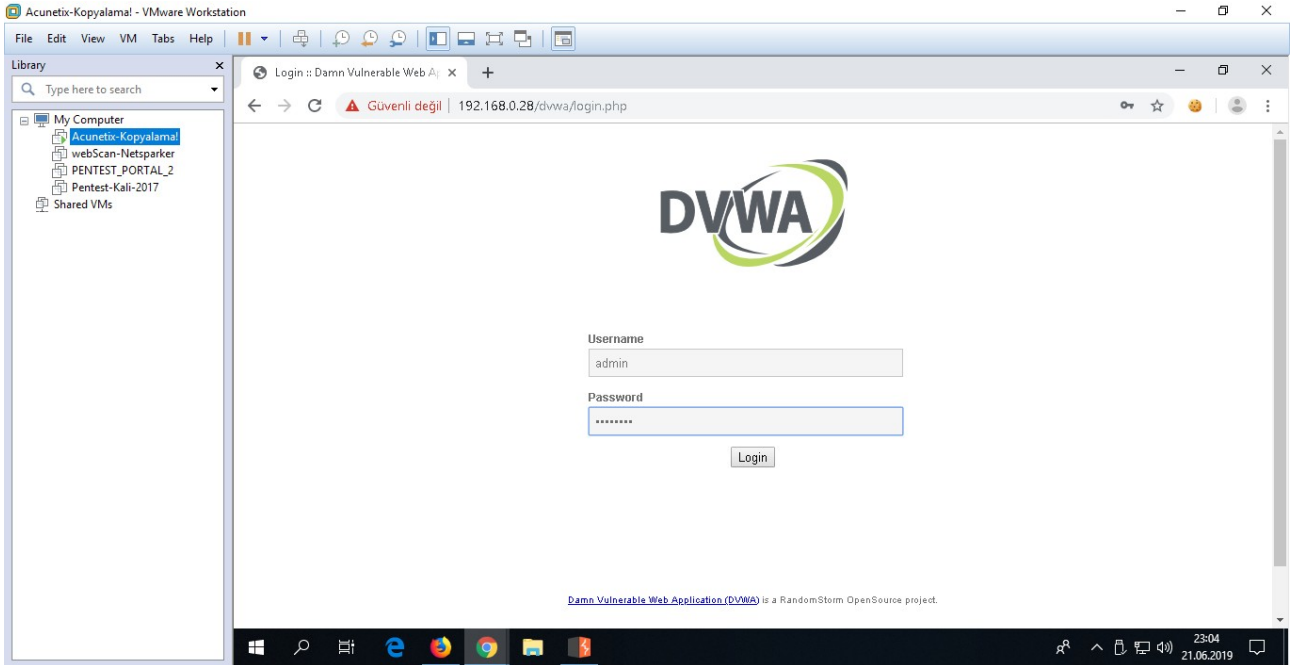 Acunetix-Kopyalama! - VMware Workstation
File Edit View VM Tabs Help
Library
Type here to search
My Computer
Acunetix-Kopyalama!
webScan-Netsparker
PENTEST_PORTAL_2
Pentest-Kali-2017
Shared VMs
Login :: Damn Vulnerable Web Ap
Güvenli değil | 192.168.0.28/dvwa/login.php
DVWA
Username
admin
Password
••••••••
Login
Damn Vulnerable Web Application (DVWA) is a RandomStorm OpenSource project.
23:04
21.06.2019